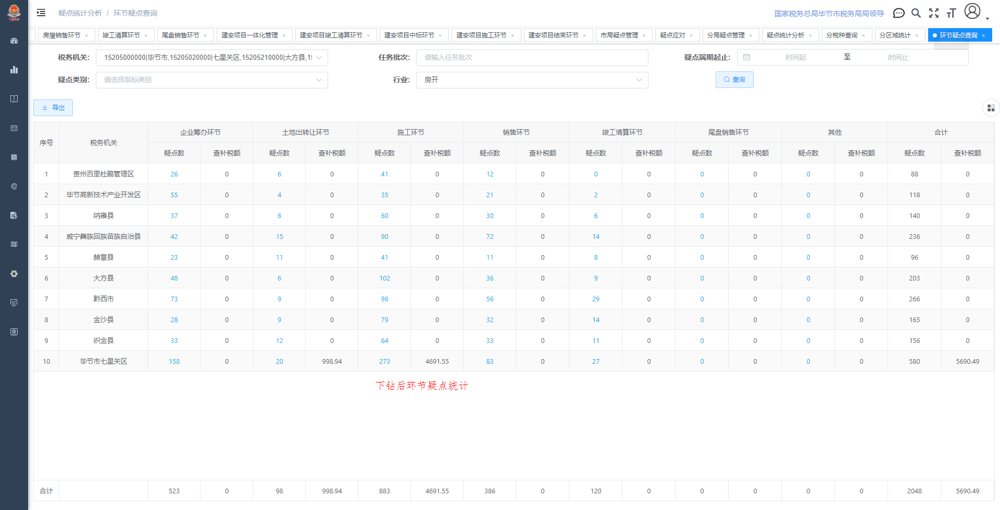 疑点统计分析 / 环节疑点查询
国家税务总局毕节市税务局局领导
房屋销售环节 × 竣工清算环节 × 尾盘销售环节 × 建安项目一体化管理 × 建安项目竣工清算环节 × 建安项目中标环节 × 建安项目施工环节 × 建安项目结束环节 × 市局疑点管理 × 疑点应对 × 分局疑点管理 × 疑点统计分析 × 分税种查询 × 分区域统计 × 环节疑点查询 ×
税务机关: 15205000000|毕节市,15205020000|七星关区,15205210000|大方县,1 任务批次: 请输入任务批次 疑点属期起止: 时间起 至 时间止
疑点类别: 请选择指标类别 行业: 房开 查询
导出
序号 税务机关 企业筹办环节 土地出转让环节 施工环节 销售环节 竣工清算环节 尾盘销售环节 其他 合计
疑点数 查补税额 疑点数 查补税额 疑点数 查补税额 疑点数 查补税额 疑点数 查补税额 疑点数 查补税额 疑点数 查补税额 疑点数 查补税额
1 贵州百里杜鹃管理区 26 0 6 0 41 0 12 0 0 0 0 0 0 0 88 0
2 毕节高新技术产业开发区 55 0 4 0 35 0 21 0 2 0 0 0 0 0 118 0
3 纳雍县 37 0 6 0 60 0 30 0 6 0 0 0 0 0 140 0
4 威宁彝族回族苗族自治县 42 0 15 0 90 0 72 0 14 0 0 0 0 0 236 0
5 赫章县 23 0 11 0 41 0 11 0 8 0 0 0 0 0 96 0
6 大方县 48 0 6 0 102 0 36 0 9 0 0 0 0 0 203 0
7 黔西市 73 0 9 0 98 0 56 0 29 0 0 0 0 0 266 0
8 金沙县 28 0 9 0 79 0 32 0 14 0 0 0 0 0 165 0
9 织金县 33 0 12 0 64 0 33 0 11 0 0 0 0 0 156 0
10 毕节市七星关区 158 0 20 998.94 273 4691.55 83 0 27 0 0 0 0 0 580 5690.49
下钻后环节疑点统计
合计 523 0 98 998.94 883 4691.55 386 0 120 0 0 0 0 0 2048 5690.49